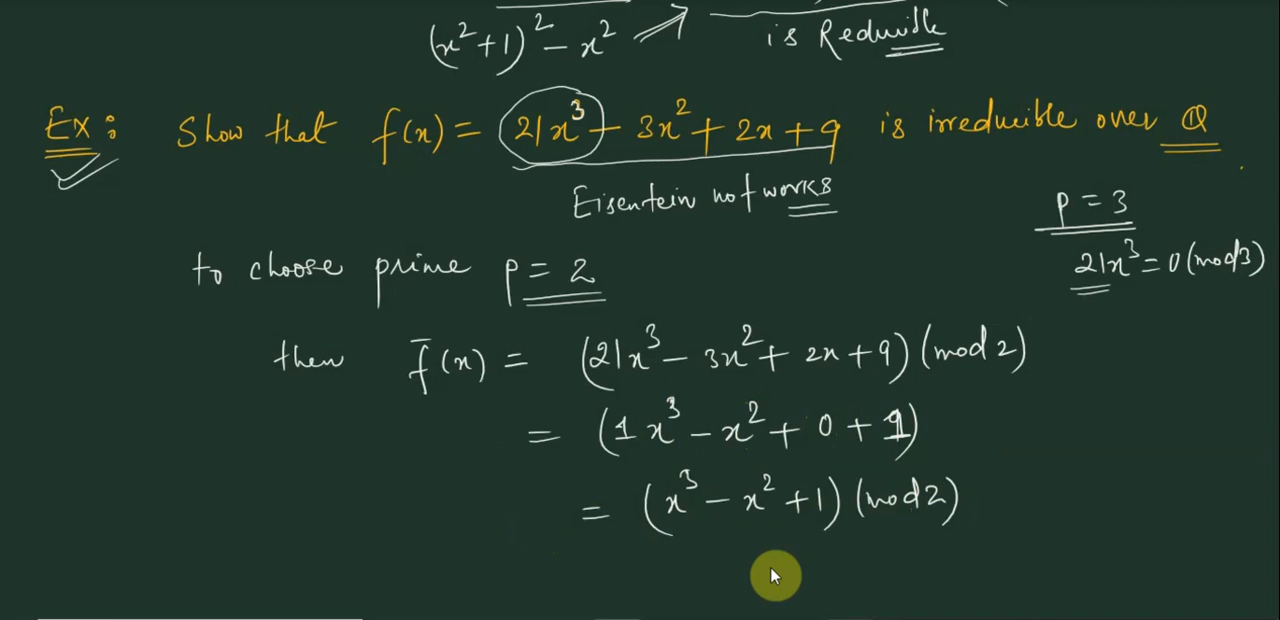 (x²+1)² - x² ⇒ is Reducible
Ex: Show that f(x) = 21x³ - 3x² + 2x + 9 is irreducible over Q
Eisentein not works
p = 3
21x³ = 0 (mod 3)
to choose prime p = 2
then f̄(x) = (21x³ - 3x² + 2x + 9) (mod 2)
= (1x³ - x² + 0 + 1)
= (x³ - x² + 1) (mod 2)